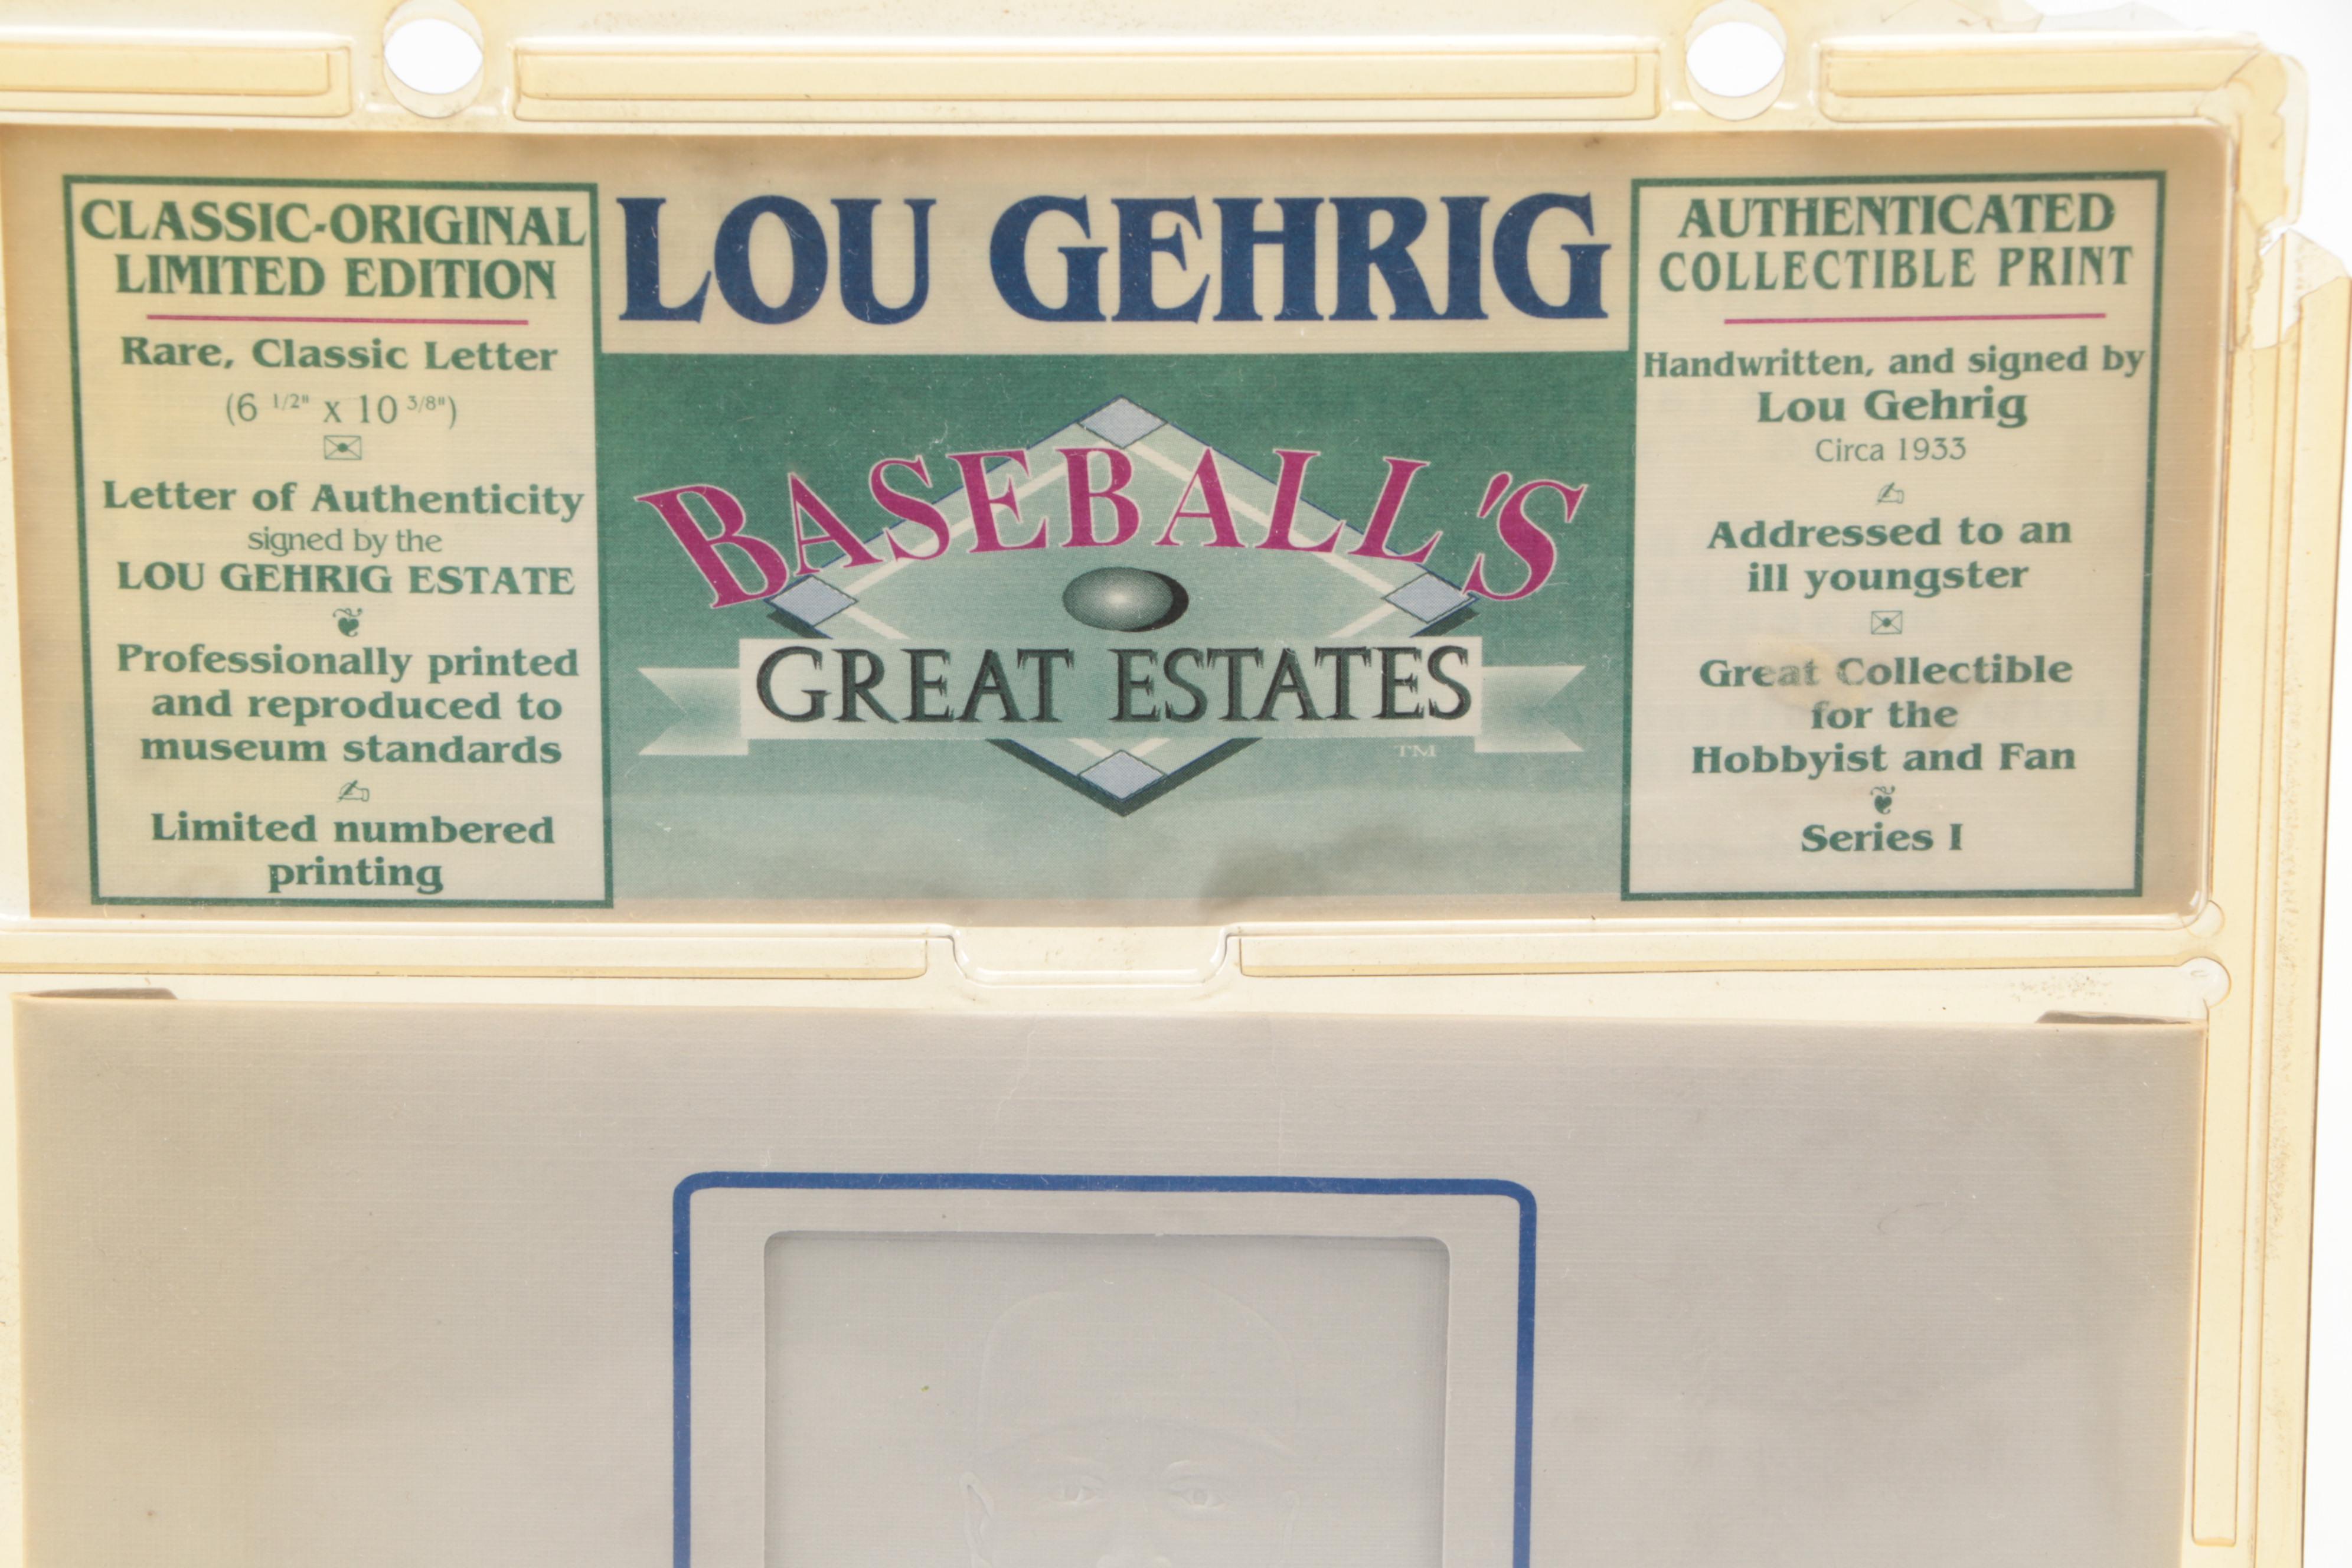 CLASSIC-ORIGINAL
LIMITED EDITION
Rare, Classic Letter
(6 1/2" x 10 3/8")
Letter of Authenticity
signed by the
LOU GEHRIG ESTATE
Professionally printed
and reproduced to
museum standards
Limited numbered
printing
LOU GEHRIG
BASEBALL'S
GREAT ESTATES
TM
AUTHENTICATED
COLLECTIBLE PRINT
Handwritten, and signed by
Lou Gehrig
Circa 1933
Addressed to an
ill youngster
Great Collectible
for the
Hobbyist and Fan
Series I